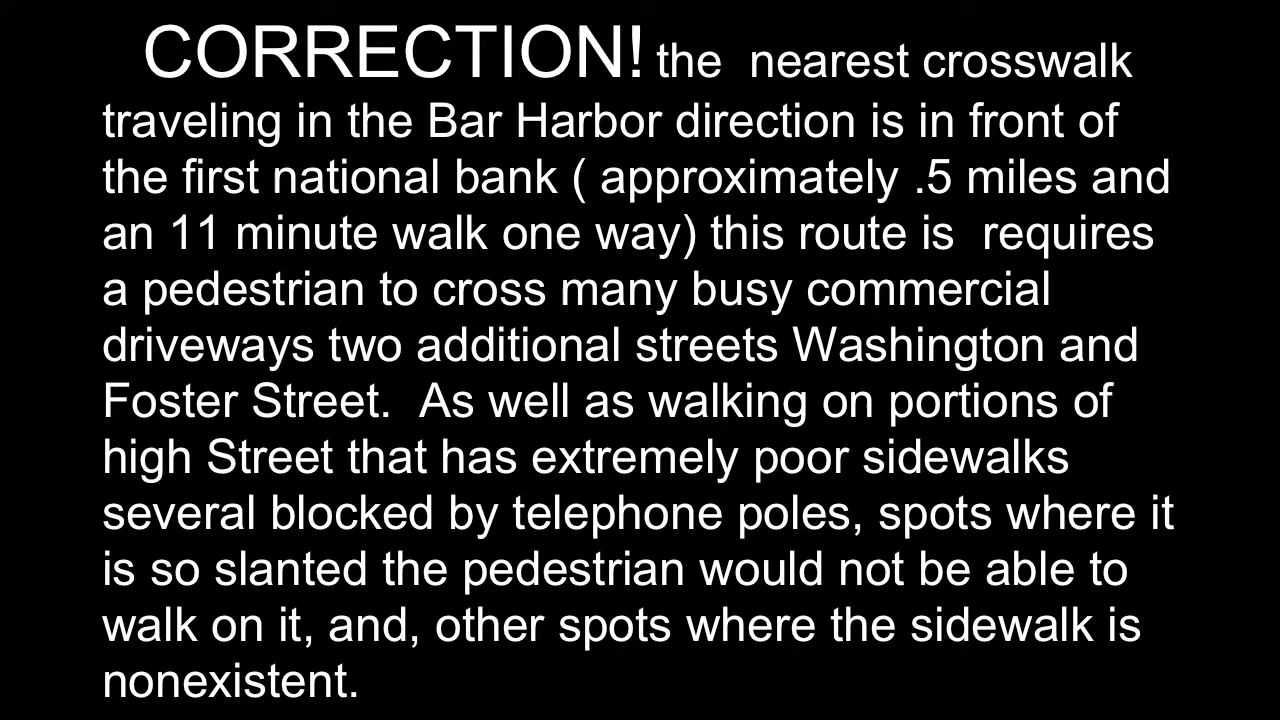 CORRECTION! the  nearest crosswalk
traveling in the Bar Harbor direction is in front of
the first national bank ( approximately .5 miles and
an 11 minute walk one way) this route is  requires
a pedestrian to cross many busy commercial
driveways two additional streets Washington and
Foster Street.  As well as walking on portions of
high Street that has extremely poor sidewalks
several blocked by telephone poles, spots where it
is so slanted the pedestrian would not be able to
walk on it, and, other spots where the sidewalk is
nonexistent.